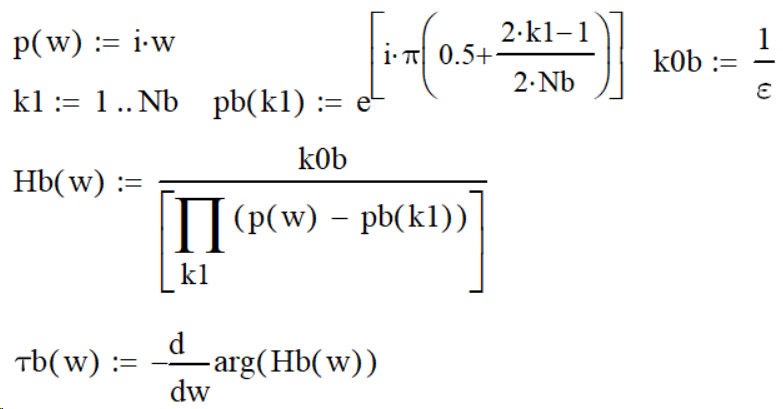 p(w) := i·w
k1 := 1 .. Nb pb(k1) := e^[i·π(0.5+(2·k1−1)/(2·Nb))] k0b := 1/ε
Hb(w) := k0b/[∏_k1 (p(w) − pb(k1))]
τb(w) := −d/dw arg(Hb(w))